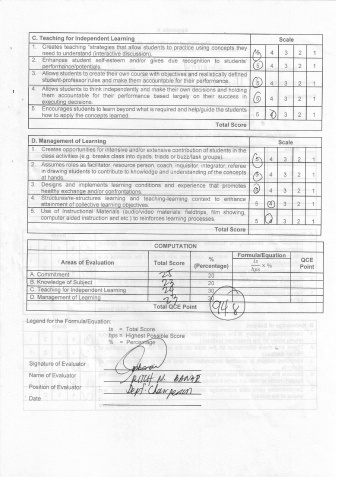 C. Teaching for Independent Learning Scale
1. Creates teaching strategies that allow students to practice using concepts they need to understand (interactive discussion). 5 4 3 2 1
2. Enhances student self-esteem and/or gives due recognition to students' performance/potentials. 5 4 3 2 1
3. Allows students to create their own course with objectives and realistically defined student-professor rules and make them accountable for their performance. 5 4 3 2 1
4. Allows students to think independently and make their own decisions and holding them accountable for their performance based largely on their success in executing decisions. 5 4 3 2 1
5. Encourages students to learn beyond what is required and help/guide the students how to apply the concepts learned. 5 4 3 2 1
Total Score
D. Management of Learning Scale
1. Creates opportunities for intensive and/or extensive contribution of students in the class activities (e.g. breaks class into dyads, triads or buzz/task groups). 5 4 3 2 1
2. Assumes roles as facilitator, resource person, coach, inquisitor, integrator, referee in drawing students to contribute to knowledge and understanding of the concepts at hands. 5 4 3 2 1
3. Designs and implements learning conditions and experience that promotes healthy exchange and/or confrontations. 5 4 3 2 1
4. Structures/re-structures learning and teaching-learning context to enhance attainment of collective learning objectives. 5 4 3 2 1
5. Use of Instructional Materials (audio/video materials: fieldtrips, film showing, computer aided instruction and etc.) to reinforces learning processes. 5 4 3 2 1
Total Score
COMPUTATION
Areas of Evaluation Total Score % (Percentage) Formula/Equation ts/hps x % QCE Point
A. Commitment 25 20
B. Knowledge of Subject 23 20
C. Teaching for Independent Learning 24 30
D. Management of Learning 23 30
Total QCE Point 94.8
Legend for the Formula/Equation:
ts = Total Score
hps = Highest Possible Score
% = Percentage
Signature of Evaluator
Name of Evaluator
Position of Evaluator Dept. Chairperson
Date